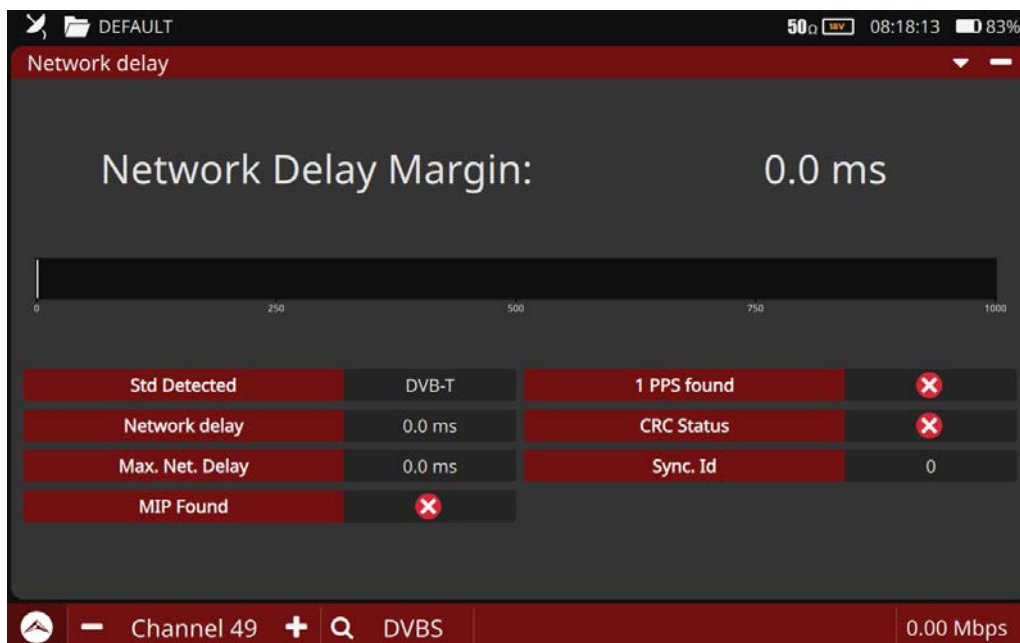 DEFAULT 50Ω 18V 08:18:13 83%
Network delay
Network Delay Margin: 0.0 ms
0 250 500 750 1000
Std Detected DVB-T 1 PPS found
Network delay 0.0 ms CRC Status
Max. Net. Delay 0.0 ms Sync. Id 0
MIP Found
Channel 49 DVBS 0.00 Mbps